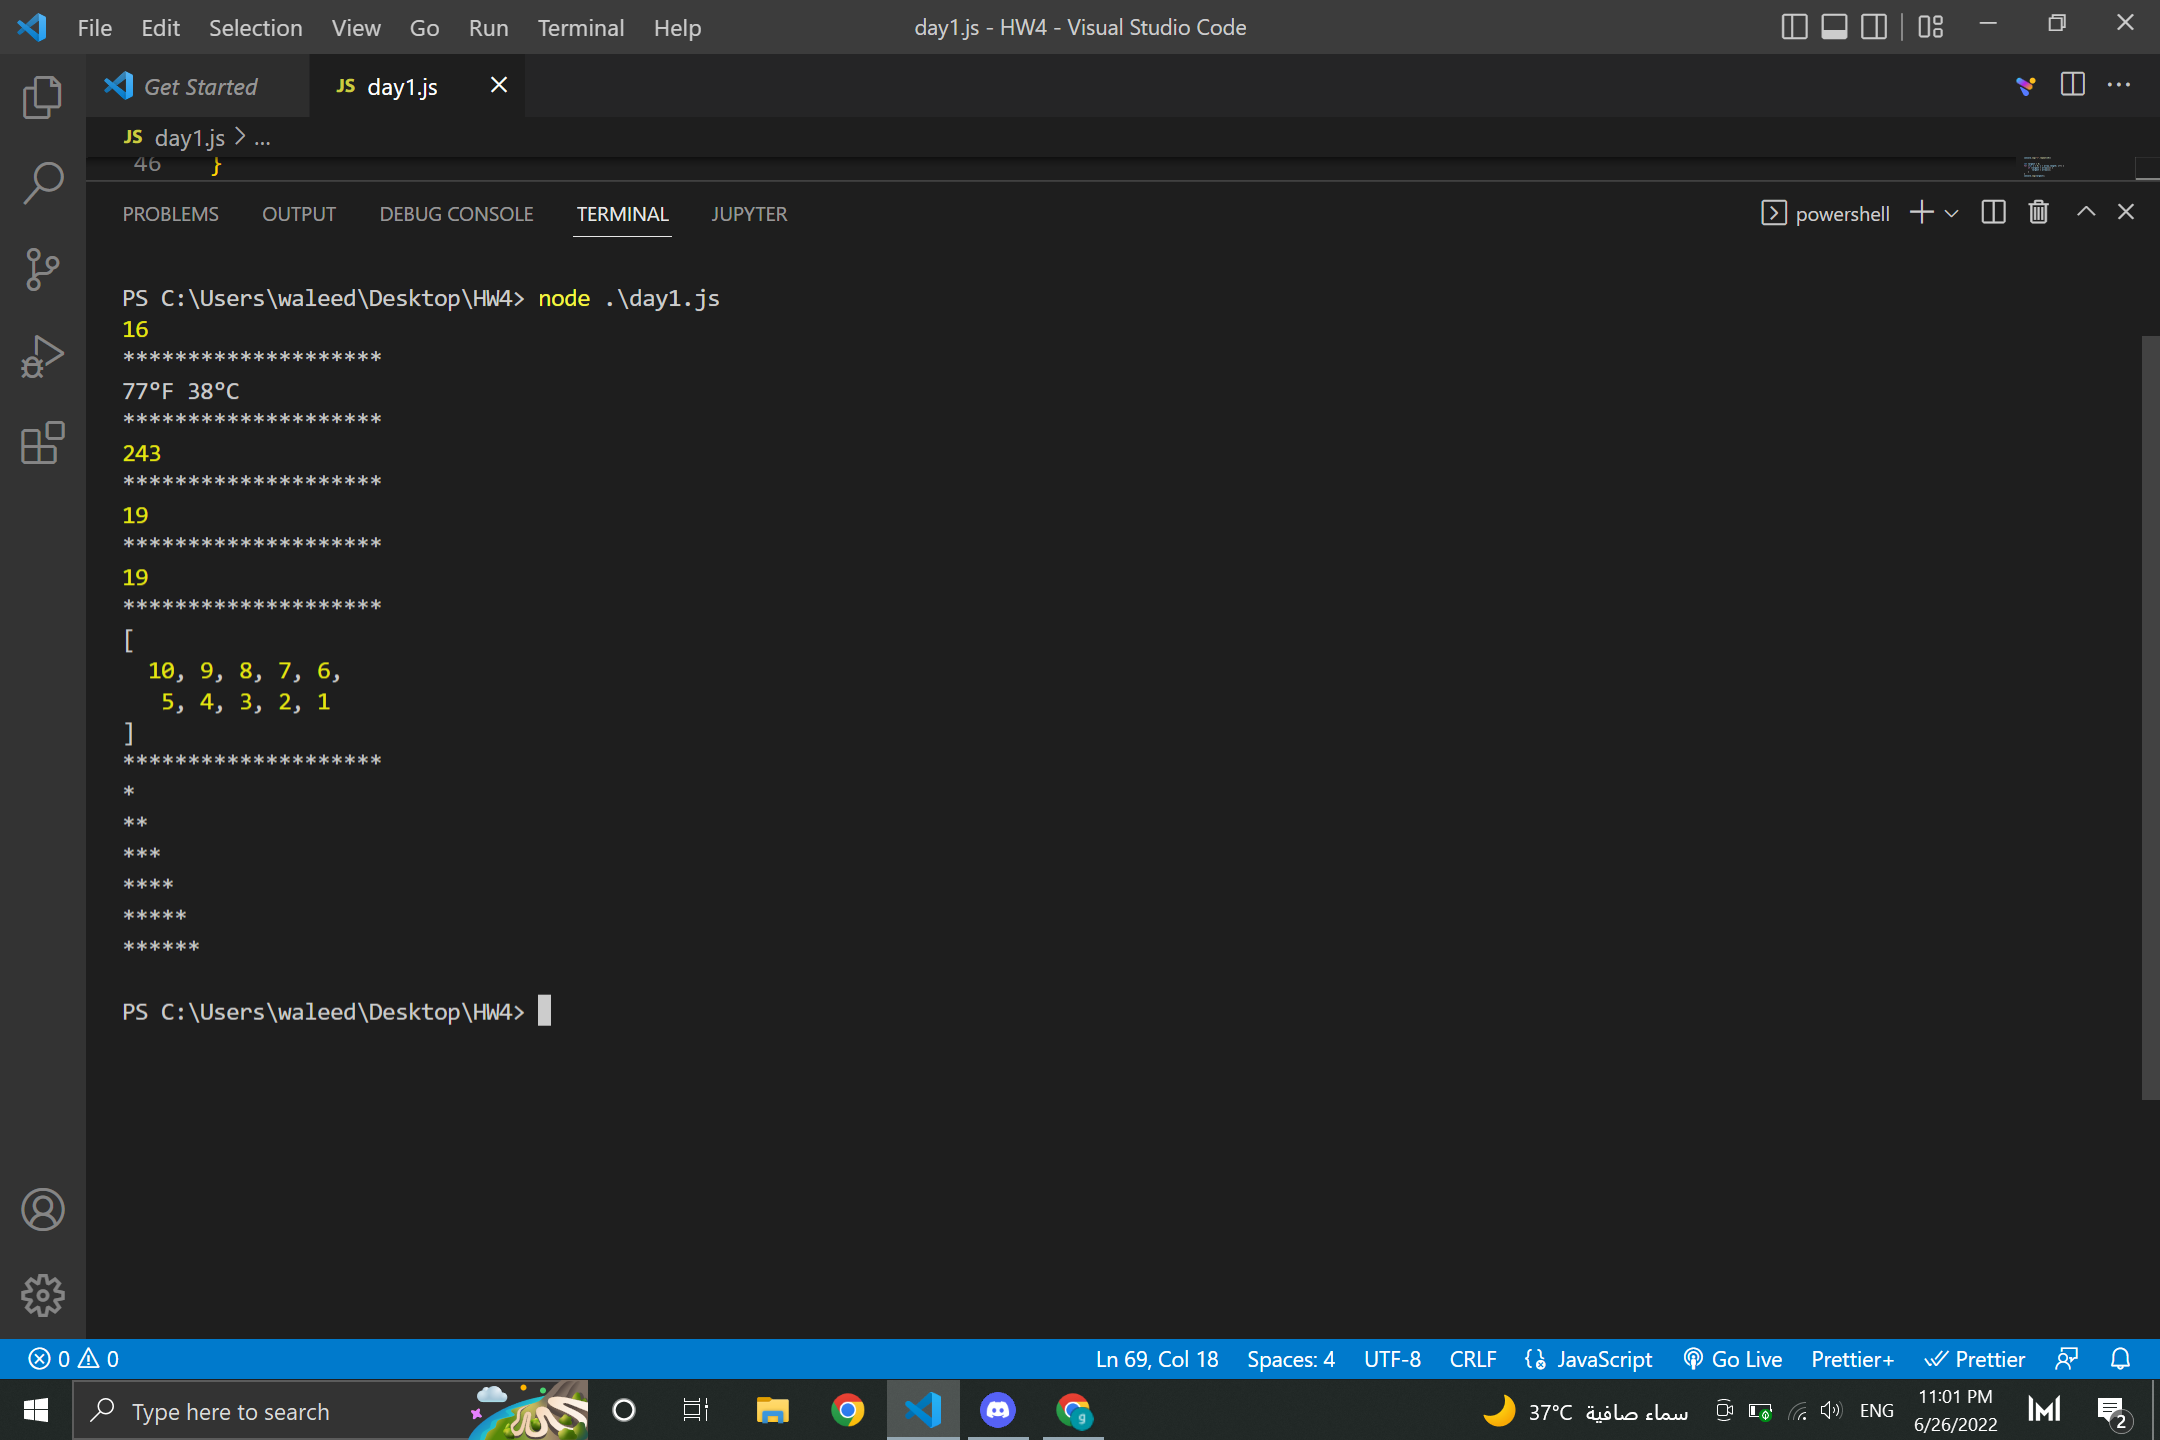 File Edit Selection View Go Run Terminal Help day1.js - HW4 - Visual Studio Code
Get Started JS day1.js
JS day1.js > ...
46 }
PROBLEMS OUTPUT DEBUG CONSOLE TERMINAL JUPYTER powershell
PS C:\Users\waleed\Desktop\HW4> node .\day1.js
16
********************
77°F 38°C
********************
243
********************
19
********************
19
********************
[
  10, 9, 8, 7, 6,
   5, 4, 3, 2, 1
]
********************
*
**
***
****
*****
******
PS C:\Users\waleed\Desktop\HW4>
0 0 Ln 69, Col 18 Spaces: 4 UTF-8 CRLF JavaScript Go Live Prettier+ Prettier
Type here to search 37°C سماء صافية ENG 11:01 PM
6/26/2022 2